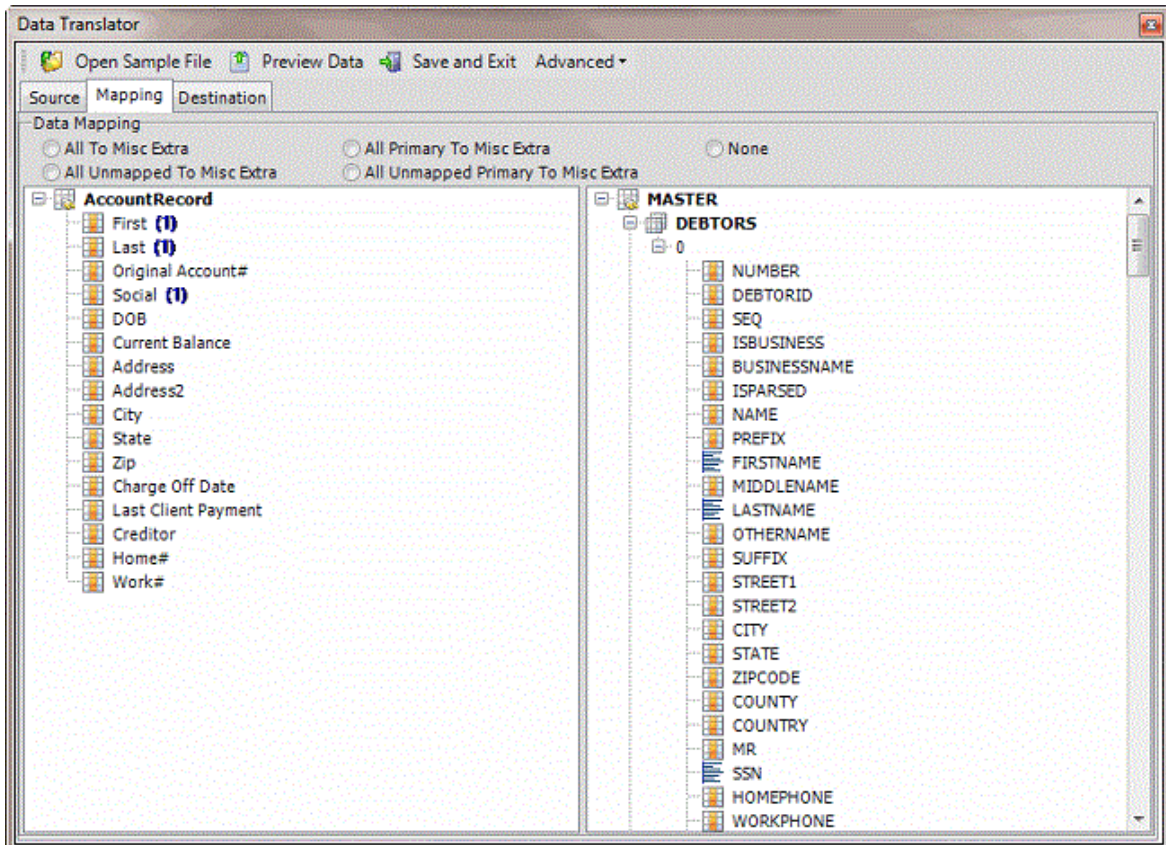 Data Translator
Open Sample File Preview Data Save and Exit Advanced
Source Mapping Destination
Data Mapping
All To Misc Extra All Primary To Misc Extra None
All Unmapped To Misc Extra All Unmapped Primary To Misc Extra
AccountRecord
First (1)
Last (1)
Original Account#
Social (1)
DOB
Current Balance
Address
Address2
City
State
Zip
Charge Off Date
Last Client Payment
Creditor
Home#
Work#
MASTER
DEBTORS
0
NUMBER
DEBTORID
SEQ
ISBUSINESS
BUSINESSNAME
ISPARSED
NAME
PREFIX
FIRSTNAME
MIDDLENAME
LASTNAME
OTHERNAME
SUFFIX
STREET1
STREET2
CITY
STATE
ZIPCODE
COUNTY
COUNTRY
MR
SSN
HOMEPHONE
WORKPHONE